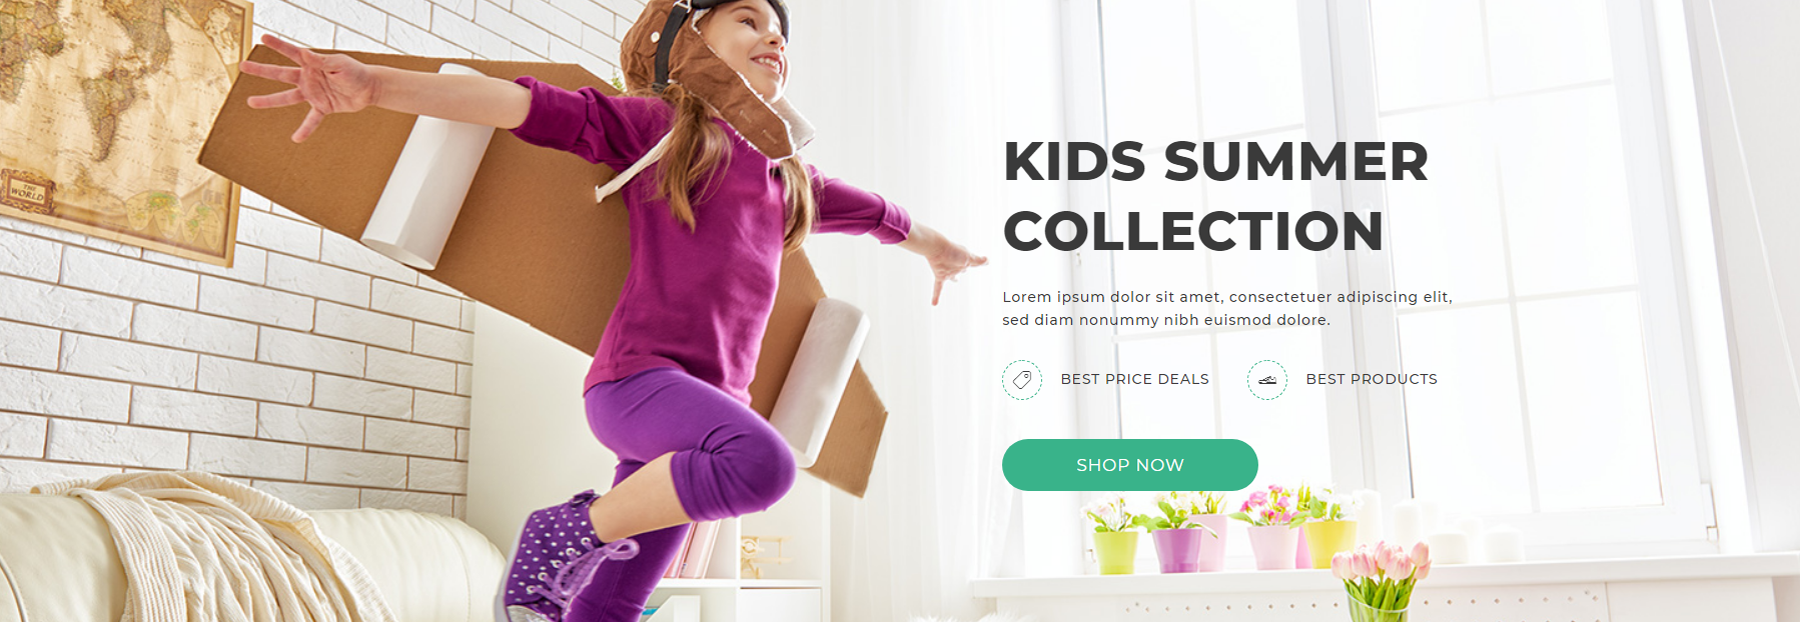 THE
WORLD
KIDS SUMMER
COLLECTION
Lorem ipsum dolor sit amet, consectetuer adipiscing elit,
sed diam nonummy nibh euismod dolore.
BEST PRICE DEALS
BEST PRODUCTS
SHOP NOW